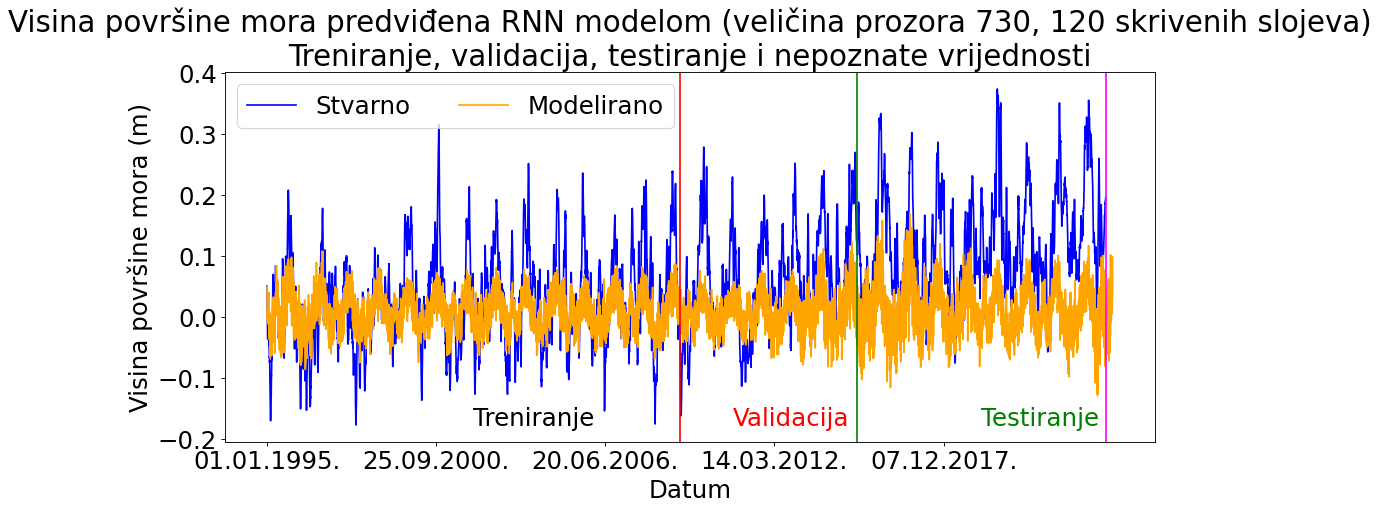 Visina površine mora predviđena RNN modelom (veličina prozora 730, 120 skrivenih slojeva)
Treniranje, validacija, testiranje i nepoznate vrijednosti
Visina površine mora (m)
0.4
0.3
0.2
0.1
0.0
−0.1
−0.2
Stvarno Modelirano
Treniranje Validacija Testiranje
01.01.1995. 25.09.2000. 20.06.2006. 14.03.2012. 07.12.2017.
Datum